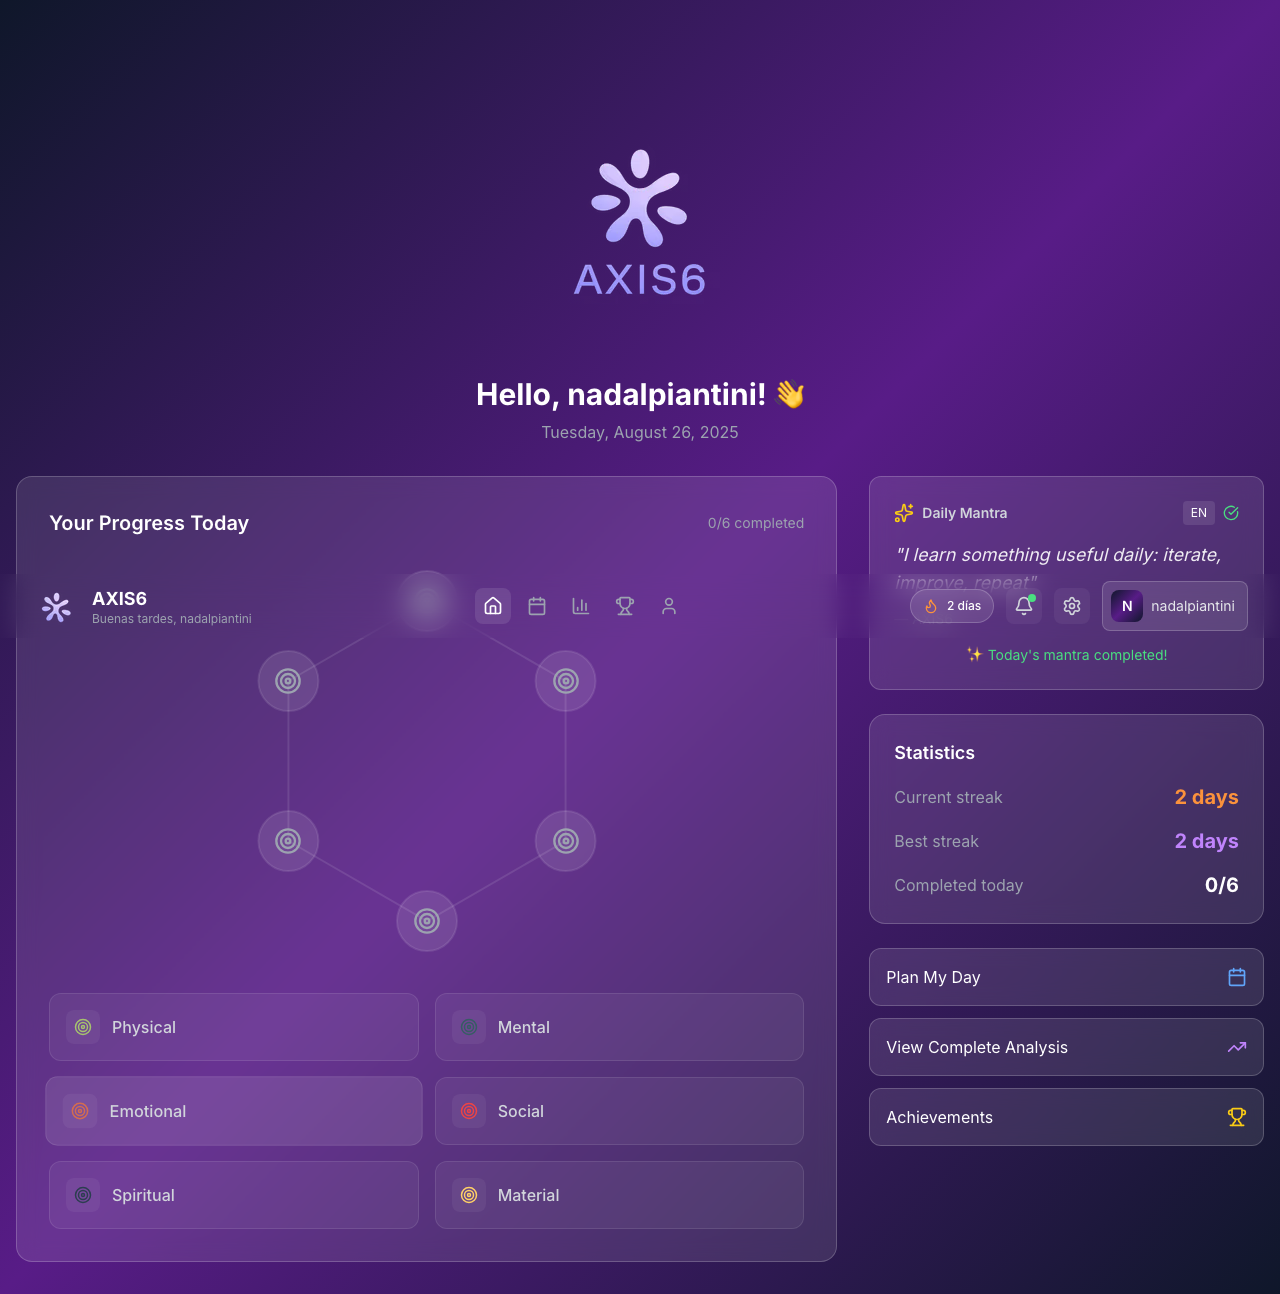 AXIS6
Hello, nadalpiantini! 👋
Tuesday, August 26, 2025
Your Progress Today
0/6 completed
AXIS6
Buenas tardes, nadalpiantini
Physical
Mental
Emotional
Social
Spiritual
Material
Daily Mantra
EN
"I learn something useful daily: iterate,
improve, repeat"
2 días
N
nadalpiantini
✨ Today's mantra completed!
Statistics
Current streak
2 days
Best streak
2 days
Completed today
0/6
Plan My Day
View Complete Analysis
Achievements